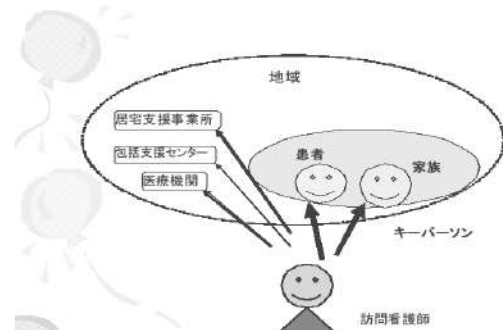 地域
居宅支援事業所
包括支援センター
医療機関
患者
家族
キーパーソン
訪問看護師